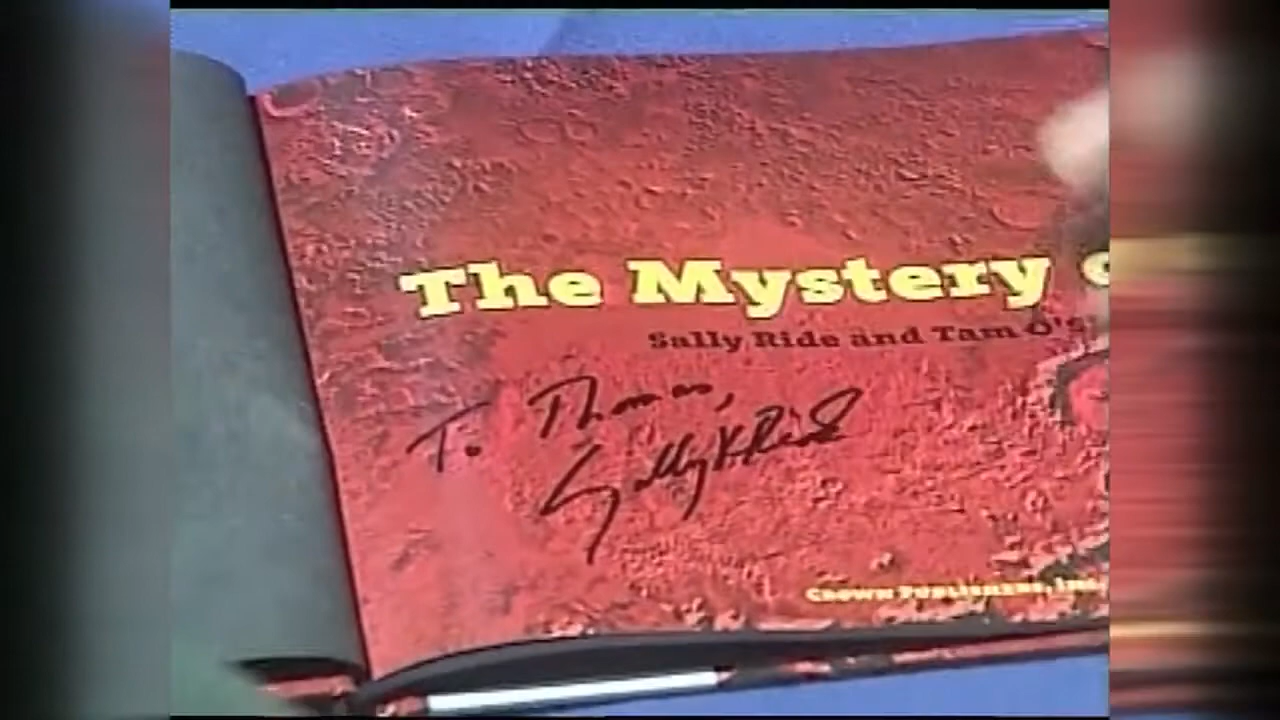 The Mystery o
Sally Ride and Tam O's
To Thomas,
Sally K Ride
Crown Publishers, Inc.